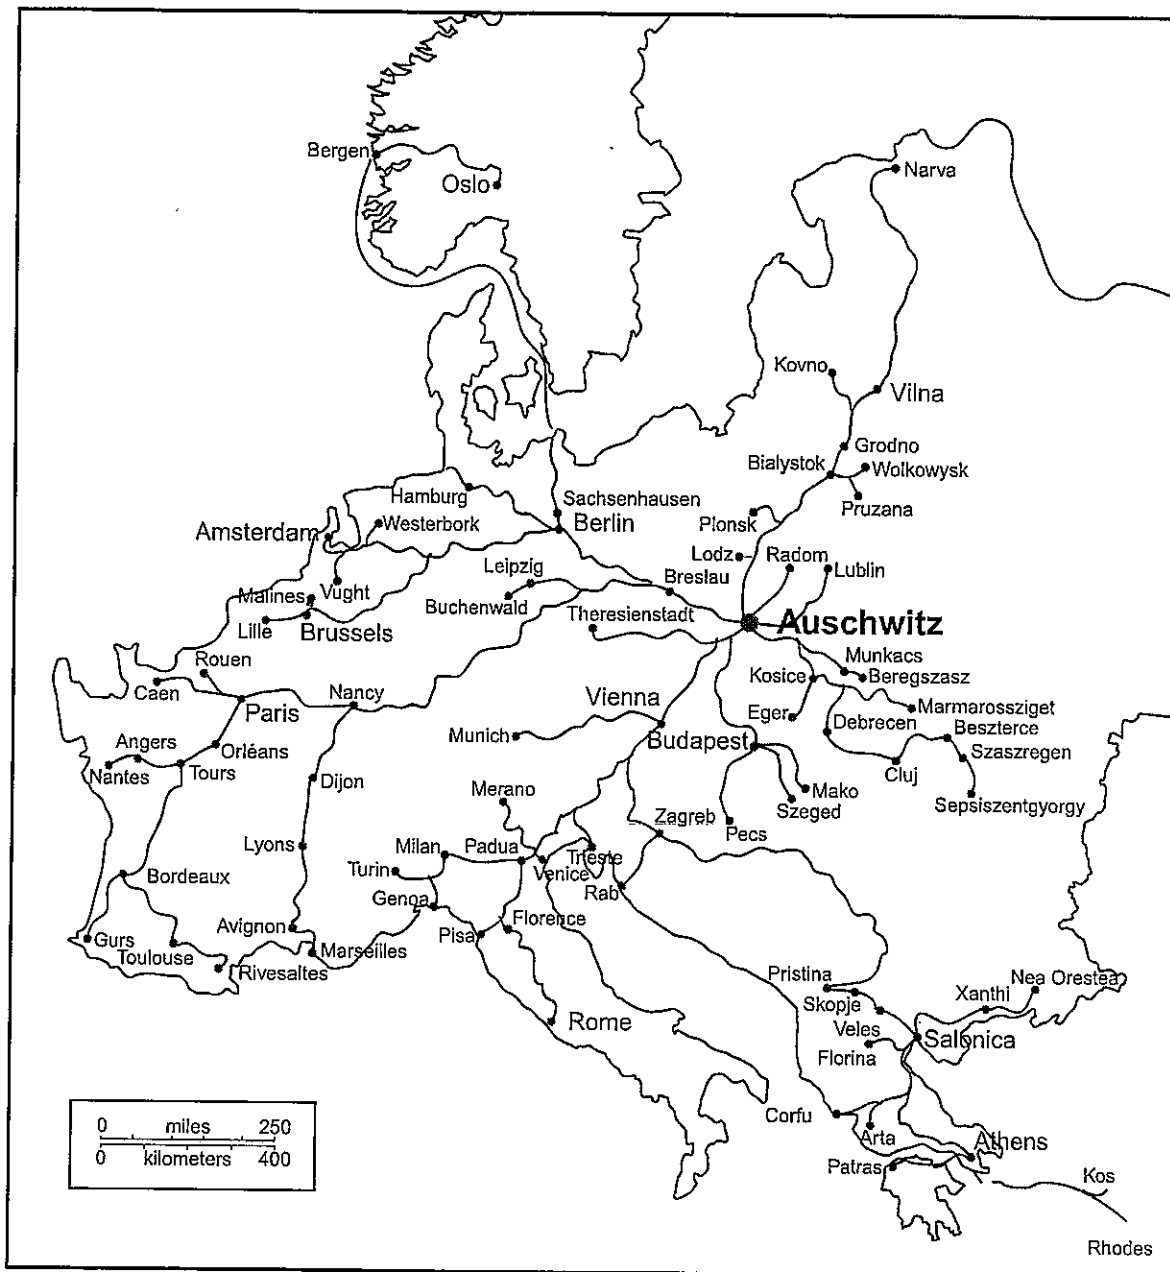 Bergen
Oslo
Narva
Kovno
Vilna
Grodno
Bialystok
Wolkowysk
Pruzana
Hamburg
Sachsenhausen
Plonsk
Amsterdam
Westerbork
Berlin
Lodz
Radom
Lublin
Leipzig
Breslau
Malines
Vught
Buchenwald
Theresienstadt
Auschwitz
Lille
Brussels
Rouen
Munkacs
Caen
Nancy
Kosice
Beregszasz
Paris
Vienna
Marmarossziget
Eger
Debrecen
Beszterce
Angers
Orléans
Munich
Budapest
Szaszregen
Nantes
Tours
Dijon
Cluj
Merano
Mako
Sepsiszentgyorgy
Szeged
Lyons
Milan
Padua
Zagreb
Pecs
Trieste
Turin
Venice
Bordeaux
Rab
Genoa
Avignon
Florence
Gurs
Pisa
Toulouse
Marseilles
Rivesaltes
Pristina
Nea Orestea
Skopje
Xanthi
Rome
Veles
Salonica
Florina
Corfu
0 miles 250
0 kilometers 400
Arta
Athens
Patras
Kos
Rhodes